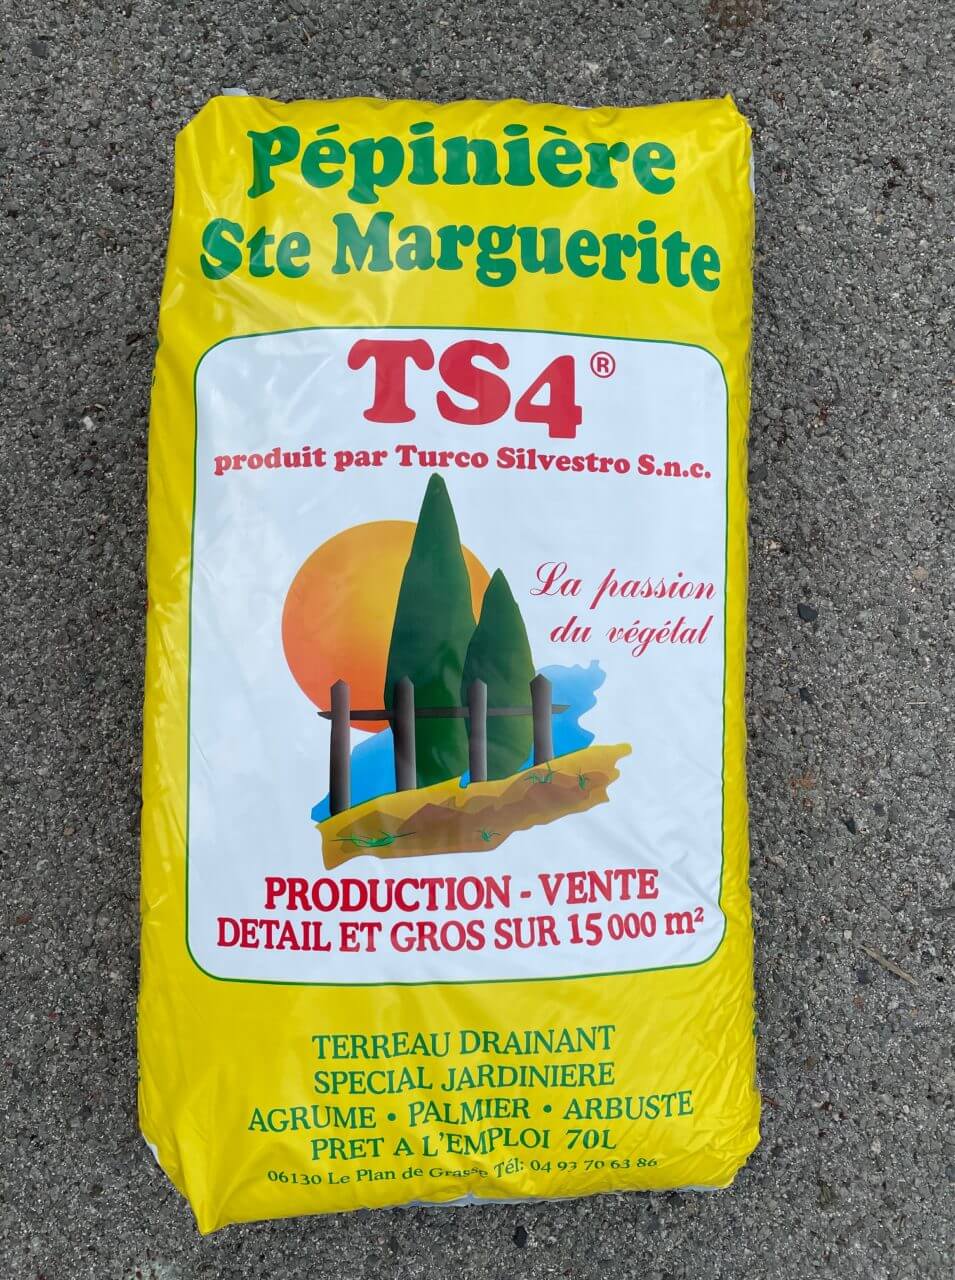 Pépinière
Ste Marguerite
TS4®
produit par Turco Silvestro S.n.c.
La passion
du végétal
PRODUCTION - VENTE
DETAIL ET GROS SUR 15 000 m²
TERREAU DRAINANT
SPECIAL JARDINIERE
AGRUME • PALMIER • ARBUSTE
PRET A L'EMPLOI 70L
06130 Le Plan de Grasse Tél: 04 93 70 63 86